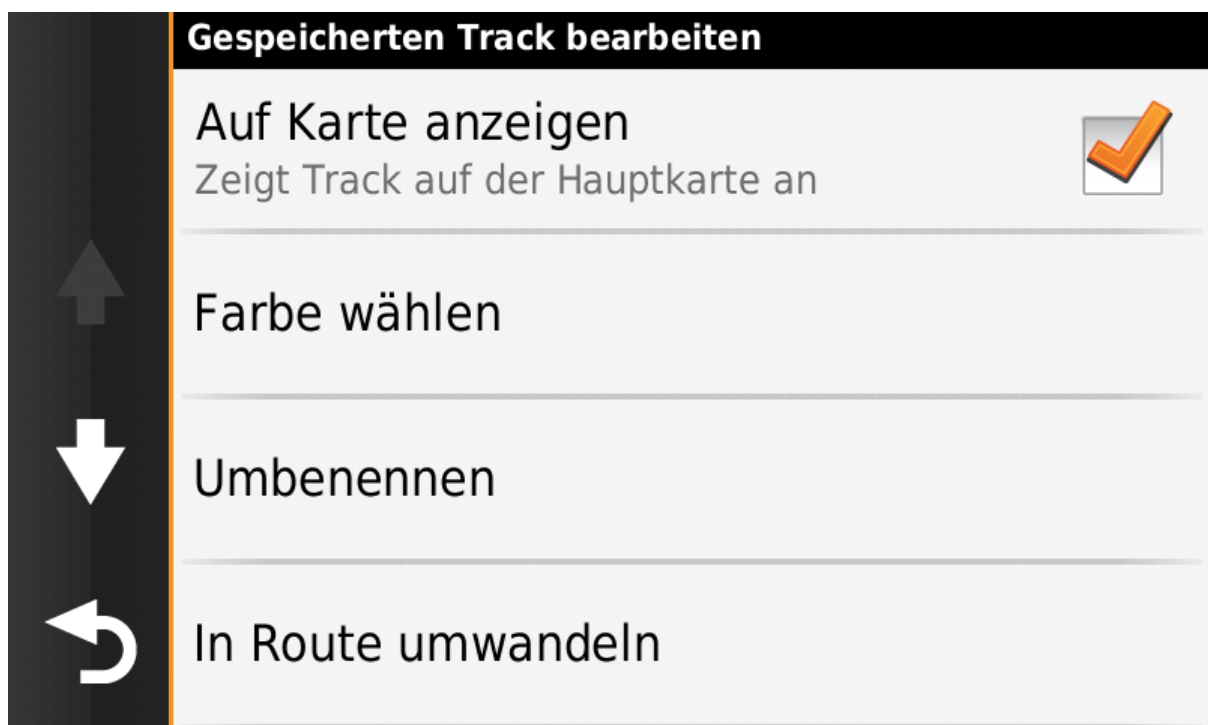 Gespeicherten Track bearbeiten
Auf Karte anzeigen
Zeigt Track auf der Hauptkarte an
Farbe wählen
Umbenennen
In Route umwandeln